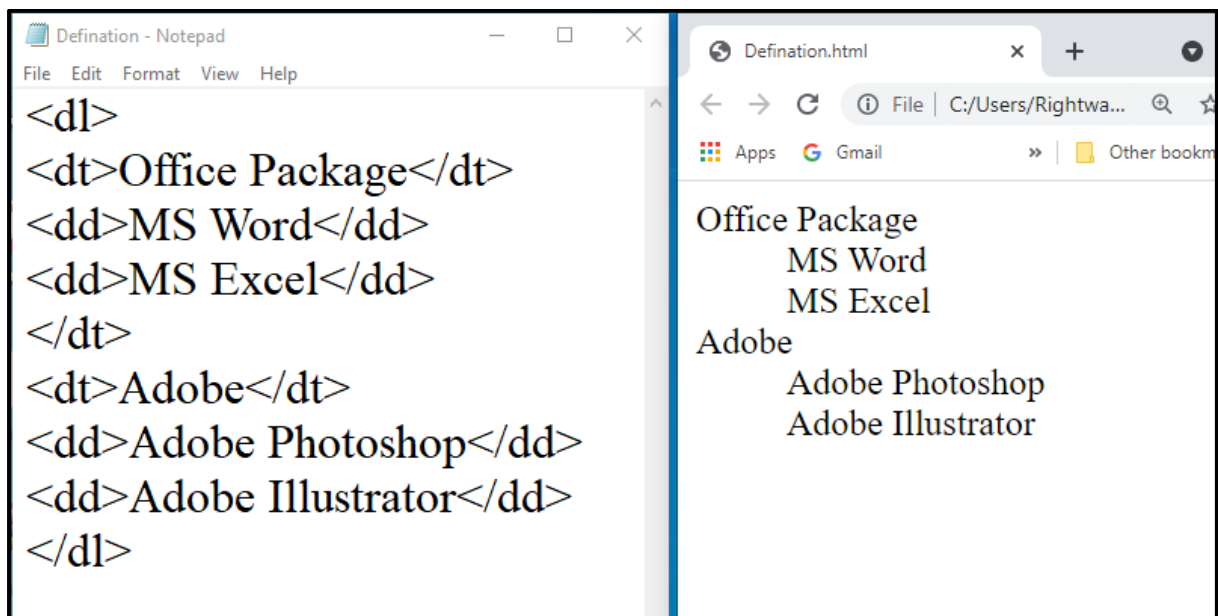 Defination - Notepad
File Edit Format View Help
<dl>
<dt>Office Package</dt>
<dd>MS Word</dd>
<dd>MS Excel</dd>
</dt>
<dt>Adobe</dt>
<dd>Adobe Photoshop</dd>
<dd>Adobe Illustrator</dd>
</dl>
Defination.html
File | C:/Users/Rightwa...
Apps G Gmail » Other bookm
Office Package
MS Word
MS Excel
Adobe
Adobe Photoshop
Adobe Illustrator